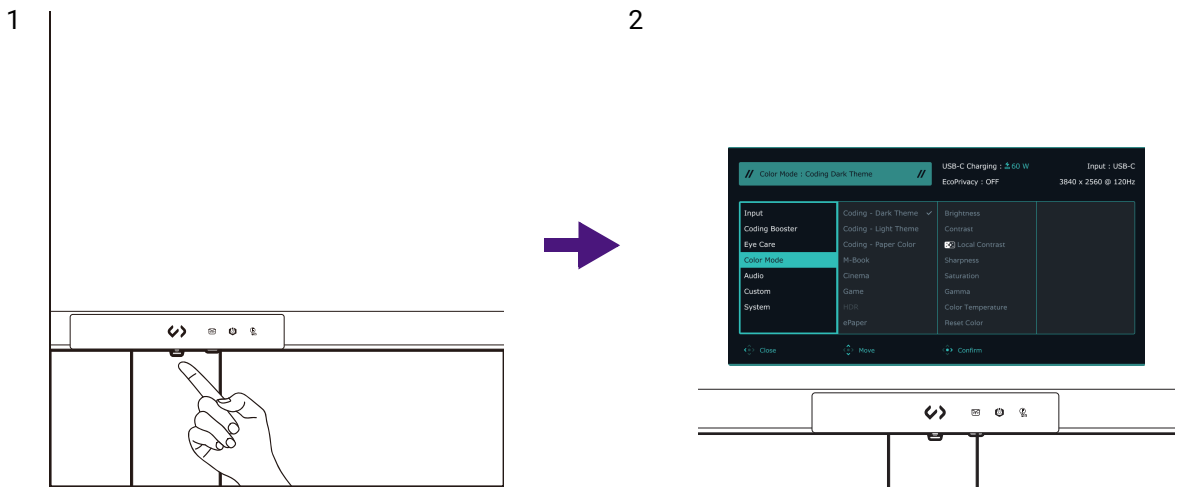 1
2
Color Mode : Coding Dark Theme
USB-C Charging : 60 W
Input : USB-C
EcoPrivacy : OFF
3840 x 2560 @ 120Hz
Input
Coding Booster
Eye Care
Color Mode
Audio
Custom
System
Coding - Dark Theme
Coding - Light Theme
Coding - Paper Color
M-Book
Cinema
Game
HDR
ePaper
Brightness
Contrast
Local Contrast
Sharpness
Saturation
Gamma
Color Temperature
Reset Color
Close
Move
Confirm